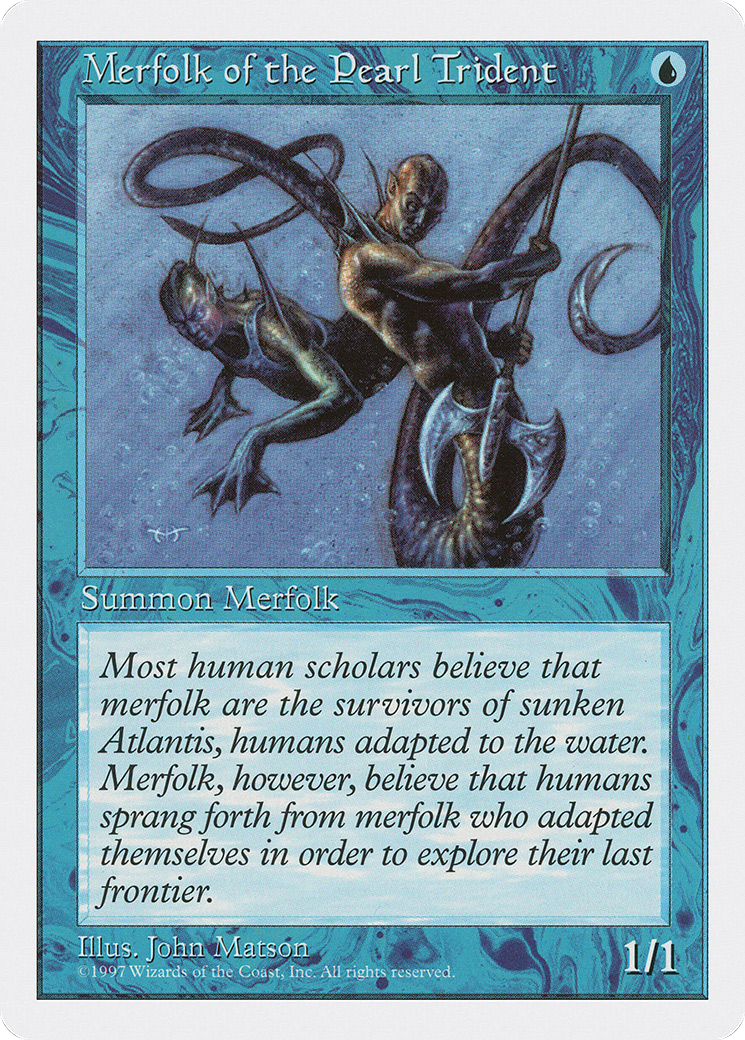 Merfolk of the Pearl Trident
Summon Merfolk
Most human scholars believe that
merfolk are the survivors of sunken
Atlantis, humans adapted to the water.
Merfolk, however, believe that humans
sprang forth from merfolk who adapted
themselves in order to explore their last
frontier.
Illus. John Matson
1/1
©1997 Wizards of the Coast, Inc. All rights reserved.